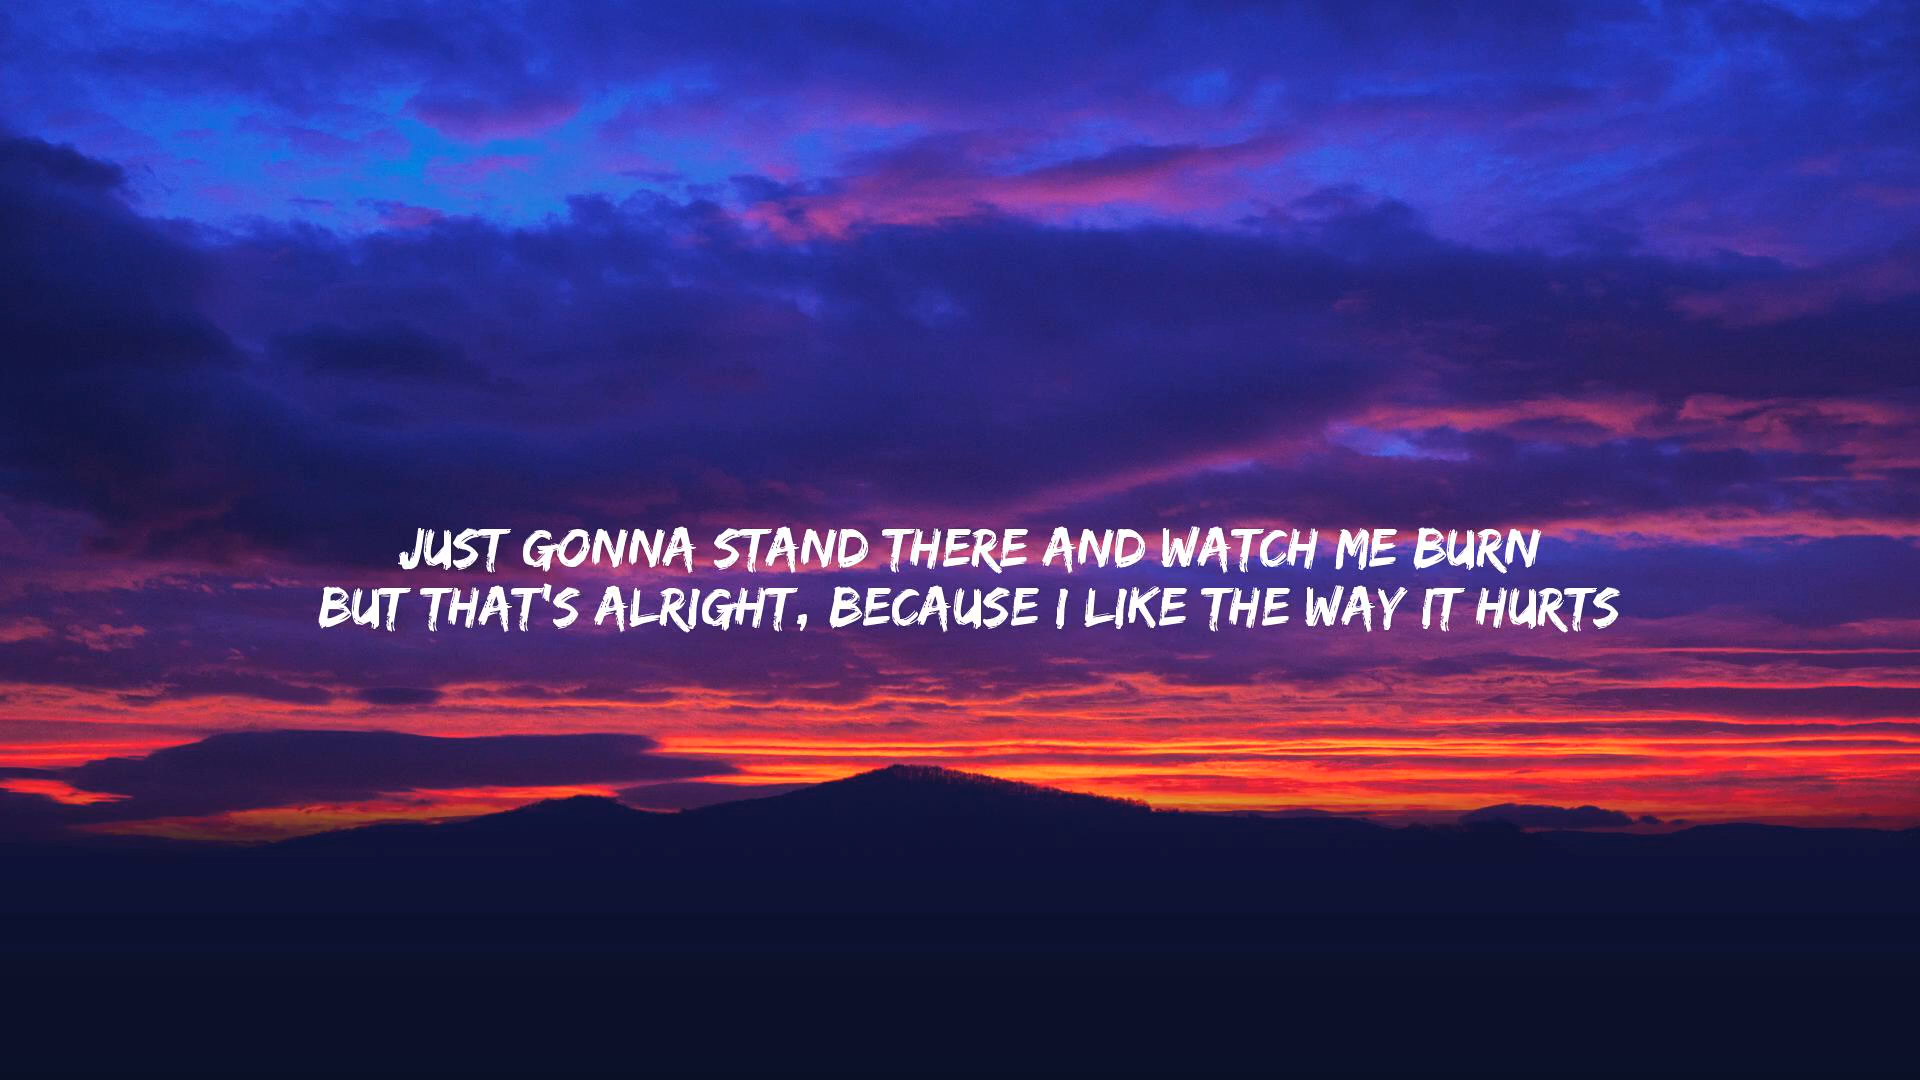 JUST GONNA STAND THERE AND WATCH ME BURN
BUT THAT'S ALRIGHT, BECAUSE I LIKE THE WAY IT HURTS